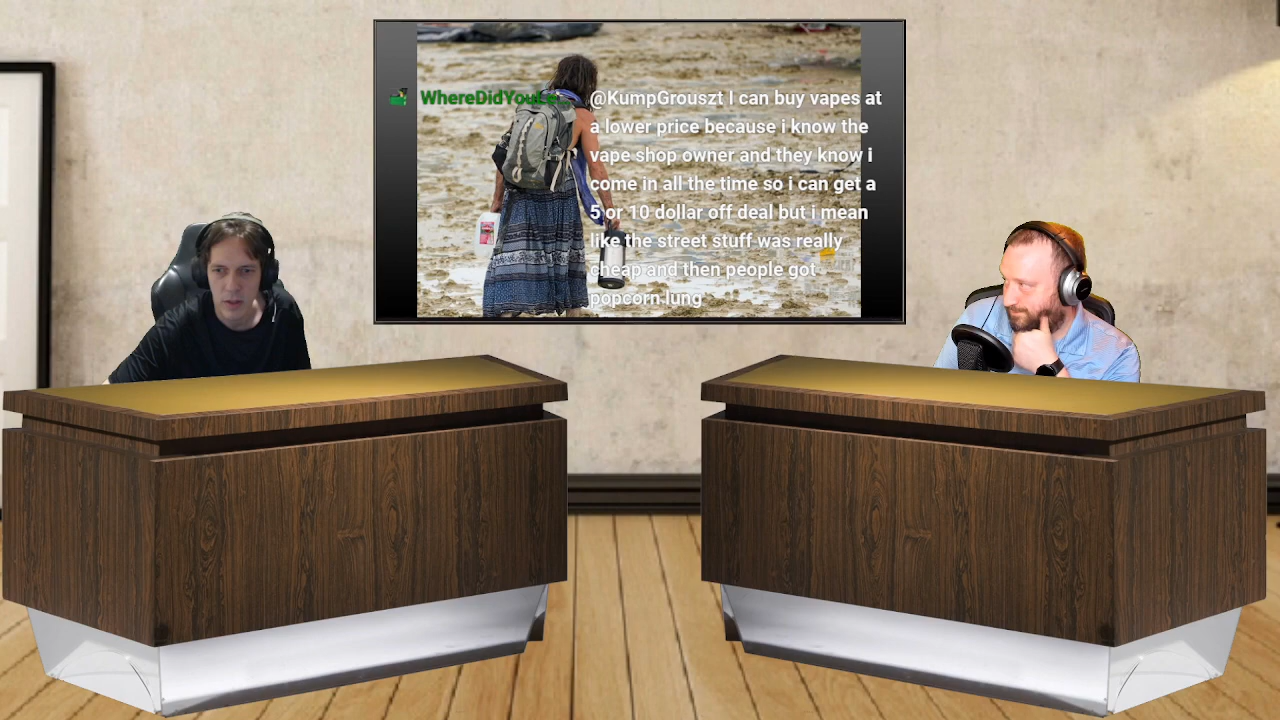 WhereDidYouLe... @KumpGrouszt I can buy vapes at
a lower price because i know the
vape shop owner and they know i
come in all the time so i can get a
5 or 10 dollar off deal but i mean
like the street stuff was really
cheap and then people got
popcorn lung